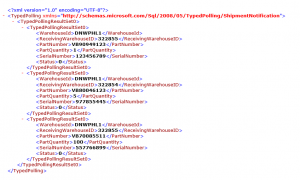 <?xml version="1.0" encoding="UTF-8"?>
- <TypedPolling xmlns="http://schemas.microsoft.com/Sql/2008/05/TypedPolling/ShipmentNotification">
- <TypedPollingResultSet0>
- <TypedPollingResultSet0>
<WarehouseId>DNWPHL1</WarehouseId>
<ReceivingWarehouseID>322855</ReceivingWarehouseID>
<PartNumber>VB90949123</PartNumber>
<PartQuantity>1</PartQuantity>
<SerialNumber>123456789</SerialNumber>
<Status>0</Status>
</TypedPollingResultSet0>
- <TypedPollingResultSet0>
<WarehouseId>DNWPHL1</WarehouseId>
<ReceivingWarehouseID>322854</ReceivingWarehouseID>
<PartNumber>VB80046123</PartNumber>
<PartQuantity>5</PartQuantity>
<SerialNumber>977855445</SerialNumber>
<Status>0</Status>
</TypedPollingResultSet0>
- <TypedPollingResultSet0>
<WarehouseId>DNWPHL1</WarehouseId>
<ReceivingWarehouseID>322855</ReceivingWarehouseID>
<PartNumber>VB70085511</PartNumber>
<PartQuantity>100</PartQuantity>
<SerialNumber>557766899</SerialNumber>
<Status>0</Status>
</TypedPollingResultSet0>
</TypedPollingResultSet0>
</TypedPolling>